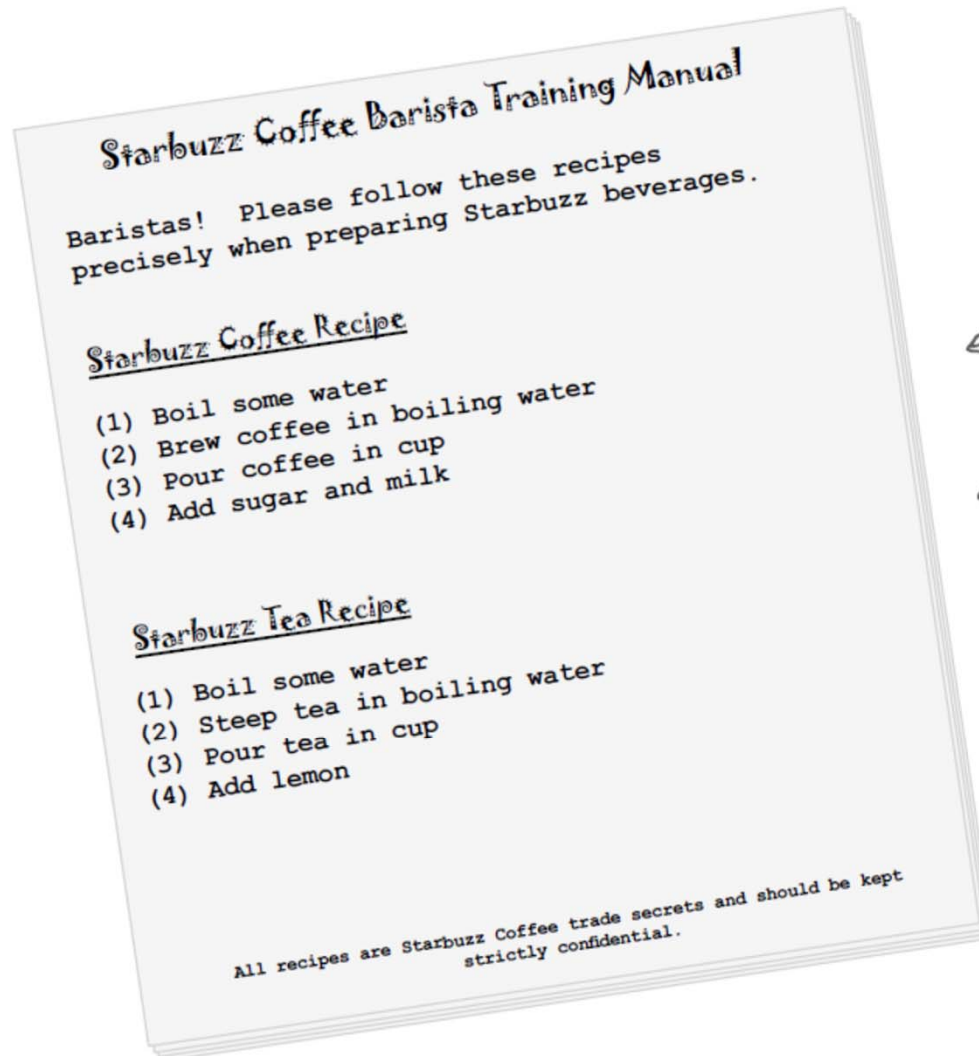 Starbuzz Coffee Barista Training Manual
Baristas! Please follow these recipes
precisely when preparing Starbuzz beverages.
Starbuzz Coffee Recipe
(1) Boil some water
(2) Brew coffee in boiling water
(3) Pour coffee in cup
(4) Add sugar and milk
Starbuzz Tea Recipe
(1) Boil some water
(2) Steep tea in boiling water
(3) Pour tea in cup
(4) Add lemon
All recipes are Starbuzz Coffee trade secrets and should be kept
strictly confidential.